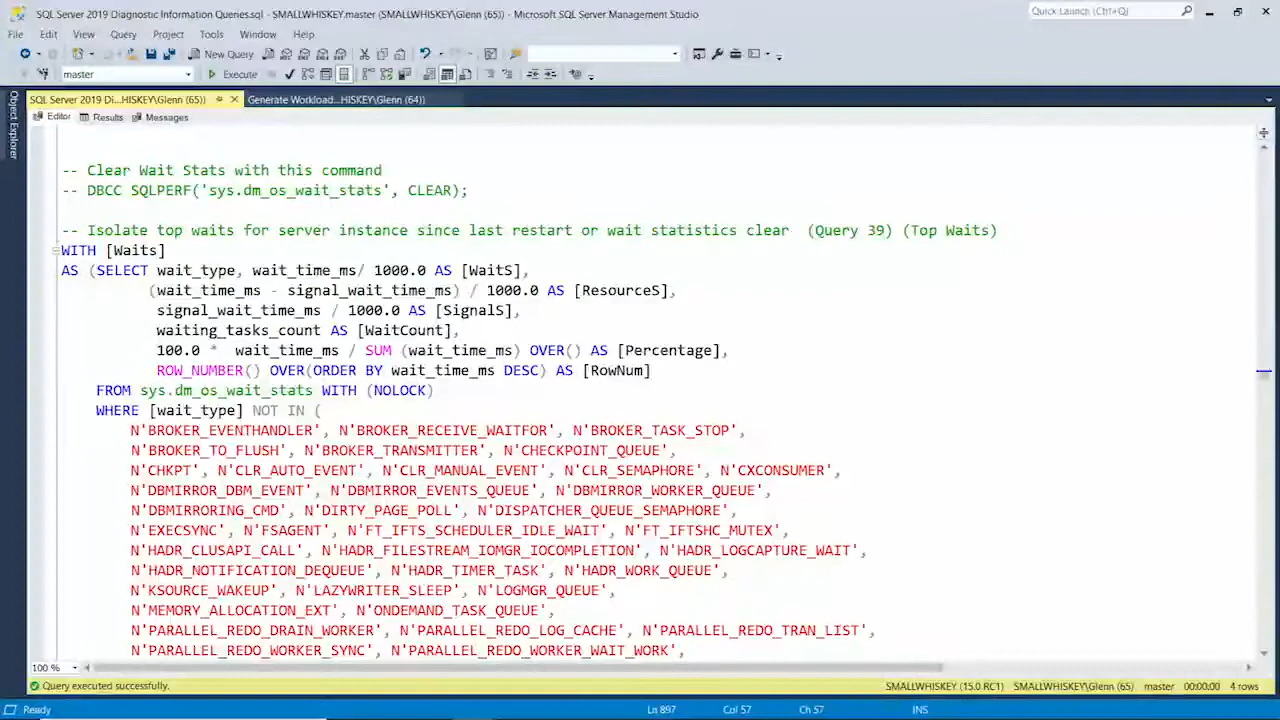 SQL Server 2019 Diagnostic Information Queries.sql - SMALLWHISKEY.master (SMALLWHISKEY\Glenn (65)) - Microsoft SQL Server Management Studio
Quick Launch (Ctrl+Q)
File Edit View Query Project Tools Window Help
New Query
master
Execute
SQL Server 2019 Di...HISKEY\Glenn (65))
Generate Workload...HISKEY\Glenn (64))
Object Explorer
Editor Results Messages
-- Clear Wait Stats with this command
-- DBCC SQLPERF('sys.dm_os_wait_stats', CLEAR);
-- Isolate top waits for server instance since last restart or wait statistics clear  (Query 39) (Top Waits)
WITH [Waits]
AS (SELECT wait_type, wait_time_ms/ 1000.0 AS [WaitS],
(wait_time_ms - signal_wait_time_ms) / 1000.0 AS [ResourceS],
signal_wait_time_ms / 1000.0 AS [SignalS],
waiting_tasks_count AS [WaitCount],
100.0 *  wait_time_ms / SUM (wait_time_ms) OVER() AS [Percentage],
ROW_NUMBER() OVER(ORDER BY wait_time_ms DESC) AS [RowNum]
FROM sys.dm_os_wait_stats WITH (NOLOCK)
WHERE [wait_type] NOT IN (
N'BROKER_EVENTHANDLER', N'BROKER_RECEIVE_WAITFOR', N'BROKER_TASK_STOP',
N'BROKER_TO_FLUSH', N'BROKER_TRANSMITTER', N'CHECKPOINT_QUEUE',
N'CHKPT', N'CLR_AUTO_EVENT', N'CLR_MANUAL_EVENT', N'CLR_SEMAPHORE', N'CXCONSUMER',
N'DBMIRROR_DBM_EVENT', N'DBMIRROR_EVENTS_QUEUE', N'DBMIRROR_WORKER_QUEUE',
N'DBMIRRORING_CMD', N'DIRTY_PAGE_POLL', N'DISPATCHER_QUEUE_SEMAPHORE',
N'EXECSYNC', N'FSAGENT', N'FT_IFTS_SCHEDULER_IDLE_WAIT', N'FT_IFTSHC_MUTEX',
N'HADR_CLUSAPI_CALL', N'HADR_FILESTREAM_IOMGR_IOCOMPLETION', N'HADR_LOGCAPTURE_WAIT',
N'HADR_NOTIFICATION_DEQUEUE', N'HADR_TIMER_TASK', N'HADR_WORK_QUEUE',
N'KSOURCE_WAKEUP', N'LAZYWRITER_SLEEP', N'LOGMGR_QUEUE',
N'MEMORY_ALLOCATION_EXT', N'ONDEMAND_TASK_QUEUE',
N'PARALLEL_REDO_DRAIN_WORKER', N'PARALLEL_REDO_LOG_CACHE', N'PARALLEL_REDO_TRAN_LIST',
N'PARALLEL_REDO_WORKER_SYNC', N'PARALLEL_REDO_WORKER_WAIT_WORK',
100 %
Query executed successfully. SMALLWHISKEY (15.0 RC1) SMALLWHISKEY\Glenn (65) master 00:00:00 4 rows
Ready Ln 897 Col 57 Ch 57 INS